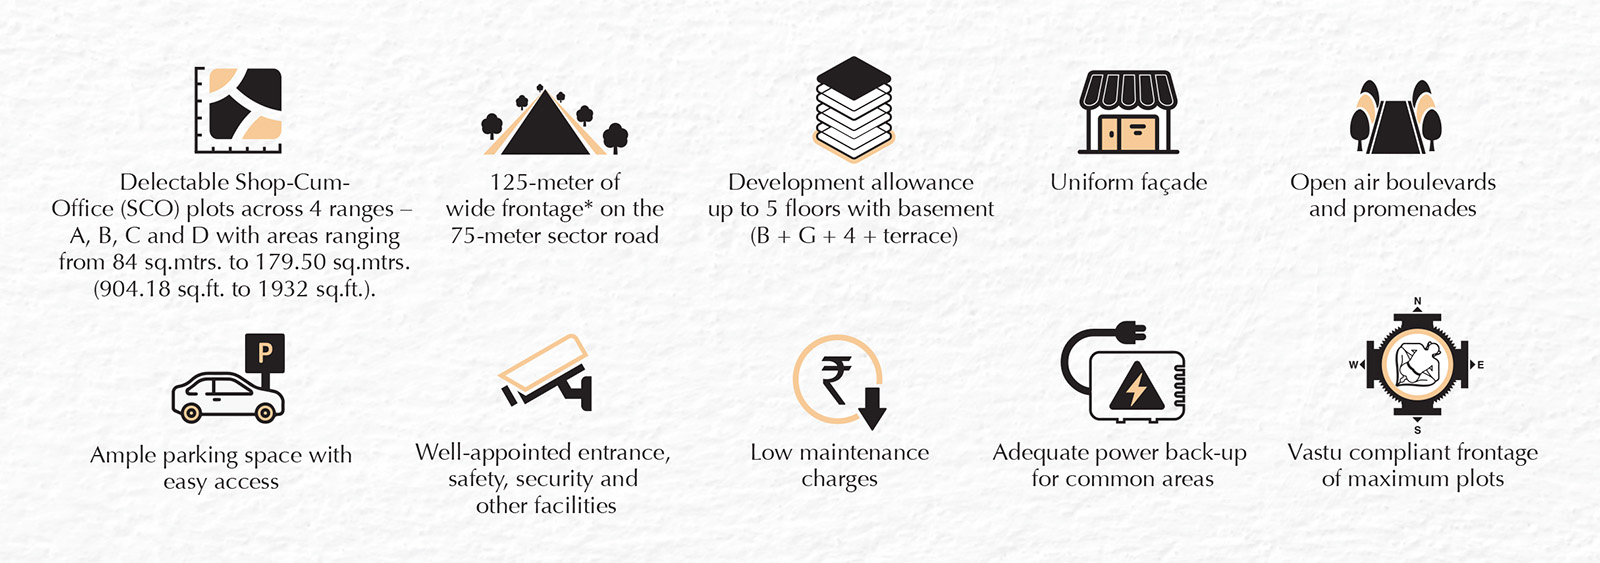 Delectable Shop-Cum-
Office (SCO) plots across 4 ranges –
A, B, C and D with areas ranging
from 84 sq.mtrs. to 179.50 sq.mtrs.
(904.18 sq.ft. to 1932 sq.ft.).
125-meter of
wide frontage* on the
75-meter sector road
Development allowance
up to 5 floors with basement
(B + G + 4 + terrace)
Uniform façade
Open air boulevards
and promenades
P
Ample parking space with
easy access
Well-appointed entrance,
safety, security and
other facilities
₹
Low maintenance
charges
Adequate power back-up
for common areas
N
W
E
S
Vastu compliant frontage
of maximum plots